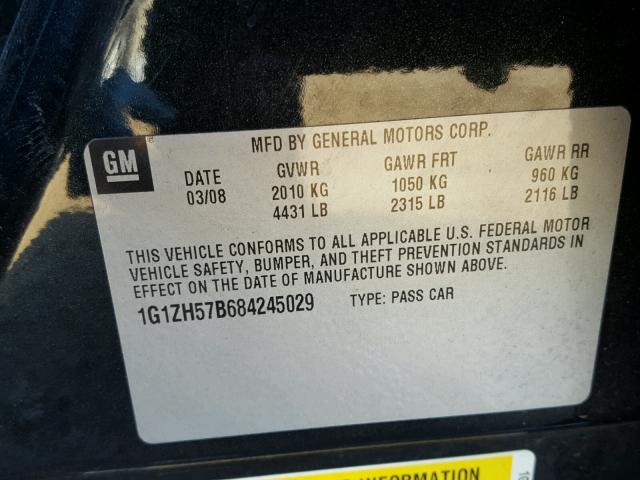 MFD BY GENERAL MOTORS CORP.
GM
DATE GVWR GAWR FRT GAWR RR
03/08 2010 KG 1050 KG 960 KG
4431 LB 2315 LB 2116 LB
THIS VEHICLE CONFORMS TO ALL APPLICABLE U.S. FEDERAL MOTOR
VEHICLE SAFETY, BUMPER, AND THEFT PREVENTION STANDARDS IN
EFFECT ON THE DATE OF MANUFACTURE SHOWN ABOVE.
1G1ZH57B684245029 TYPE: PASS CAR
INFORMATION